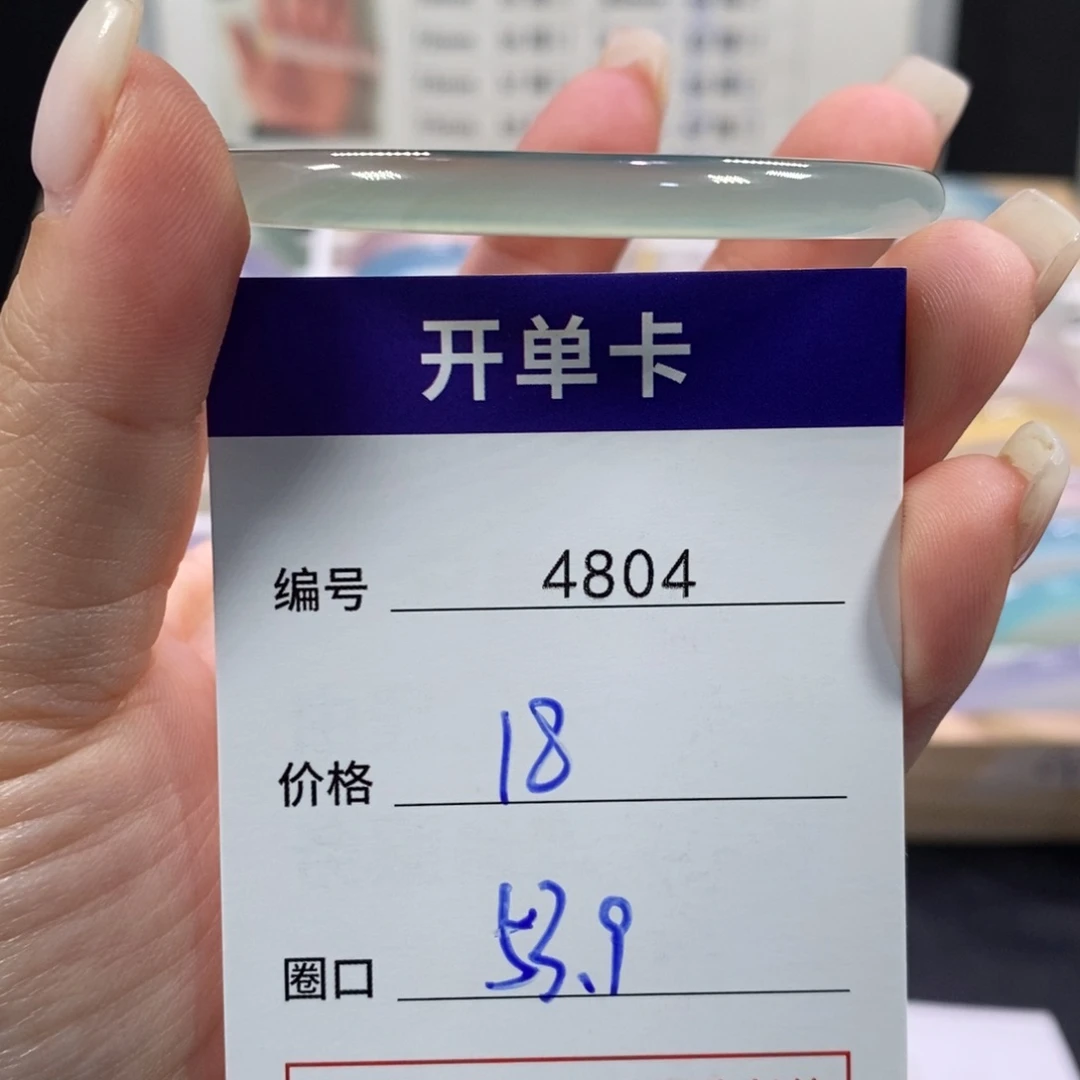 开单卡
编号 4804
价格 18
圈口 53.9